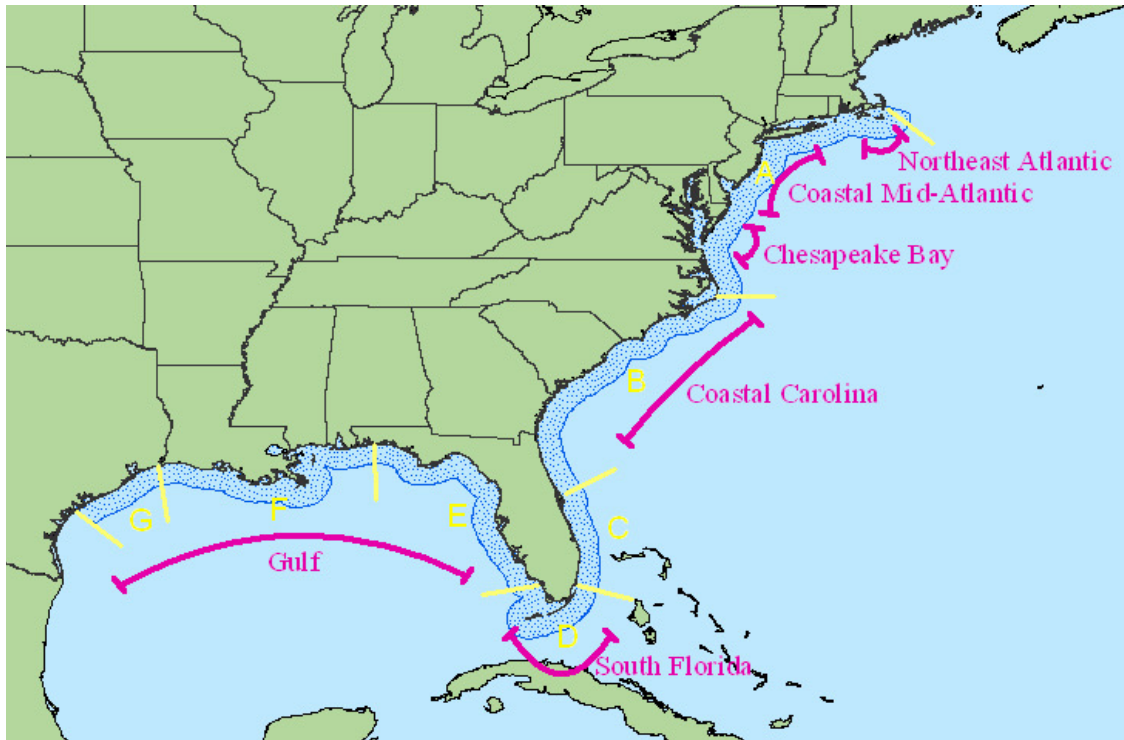 Northeast Atlantic
A
Coastal Mid-Atlantic
Chesapeake Bay
B
Coastal Carolina
G
F
E
C
Gulf
D
South Florida